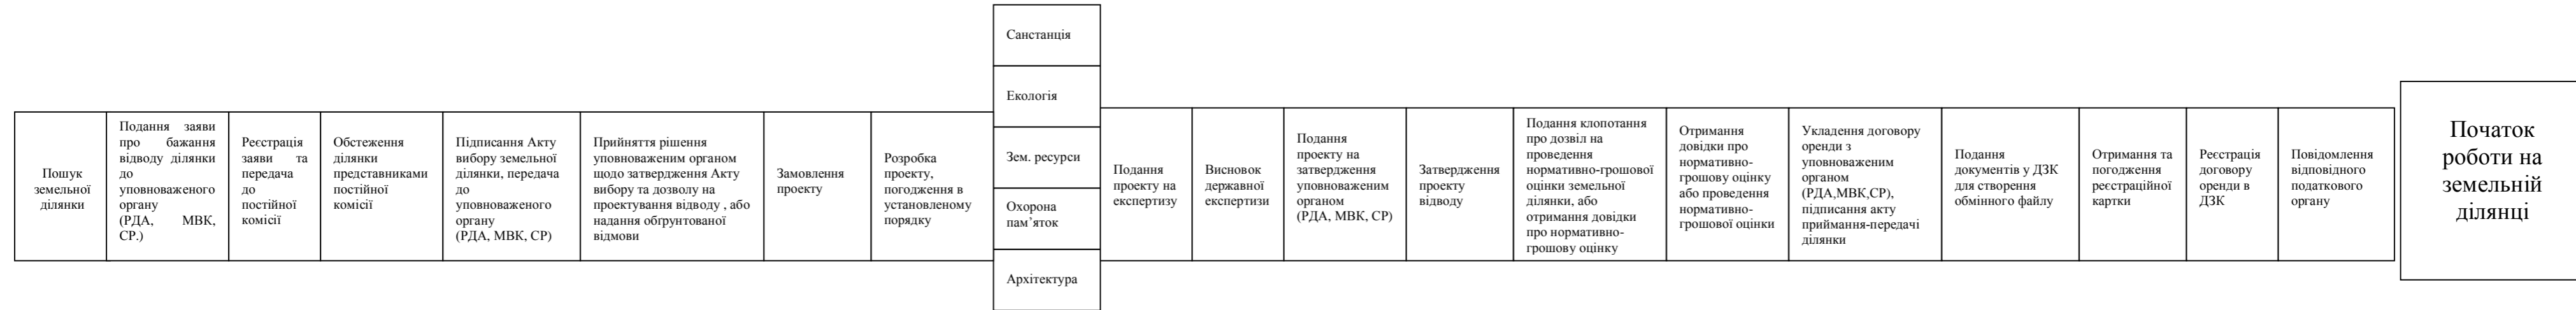 Пошук
земельної
ділянки
Подання заяви
про бажання
відводу ділянки
до
уповноваженого
органу
(РДА, МВК,
СР.)
Реєстрація
заяви та
передача
до
постійної
комісії
Обстеження
ділянки
представниками
постійної
комісії
Підписання Акту
вибору земельної
ділянки, передача
до
уповноваженого
органу
(РДА, МВК, СР)
Прийняття рішення
уповноваженим органом
щодо затвердження Акту
вибору та дозволу на
проектування відводу , або
надання обґрунтованої
відмови
Замовлення
проекту
Розробка
проекту,
погодження в
установленому
порядку
Санстанція
Екологія
Зем. ресурси
Охорона
пам’яток
Архітектура
Подання
проекту на
експертизу
Висновок
державної
експертизи
Подання
проекту на
затвердження
уповноваженим
органом
(РДА, МВК, СР)
Затвердження
проекту
відводу
Подання клопотання
про дозвіл на
проведення
нормативно-грошової
оцінки земельної
ділянки, або
отримання довідки
про нормативно-
грошову оцінку
Отримання
довідки про
нормативно-
грошову оцінку
або проведення
нормативно-
грошової оцінки
Укладення договору
оренди з
уповноваженим
органом
(РДА,МВК,СР),
підписання акту
приймання-передачі
ділянки
Подання
документів у ДЗК
для створення
обмінного файлу
Отримання та
погодження
реєстраційної
картки
Реєстрація
договору
оренди в
ДЗК
Повідомлення
відповідного
податкового
органу
Початок
роботи на
земельній
ділянці